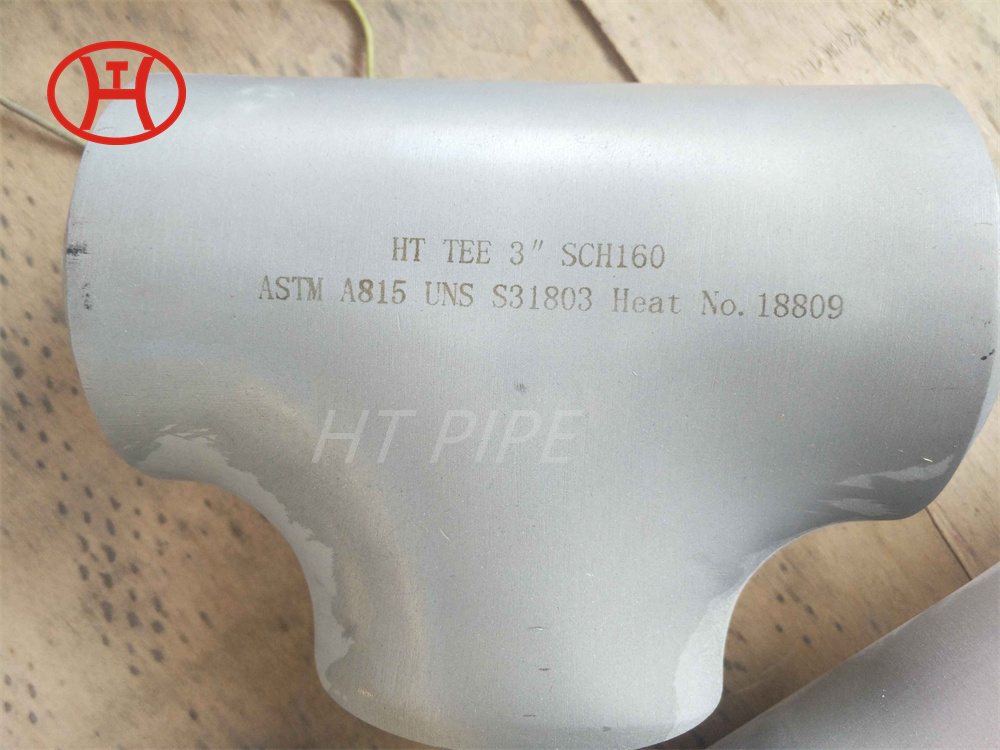 HT TEE 3" SCH160
ASTM A815 UNS S31803 Heat No. 18809
HT PIPE